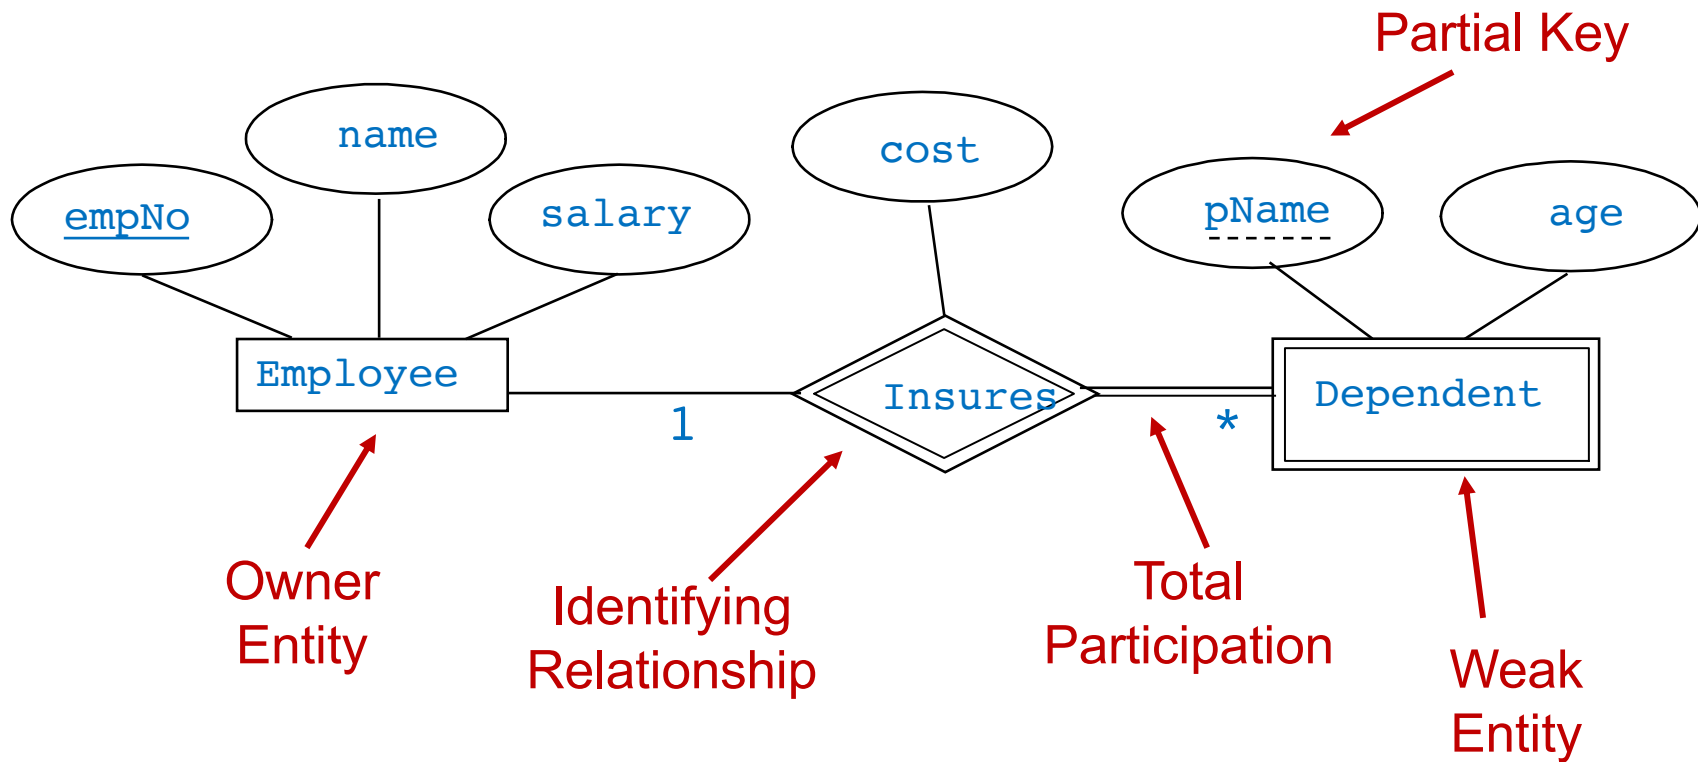 Partial Key
name
cost
empNo
salary
pName
age
Employee
Insures
Dependent
1
*
Owner
Entity
Identifying
Relationship
Total
Participation
Weak
Entity